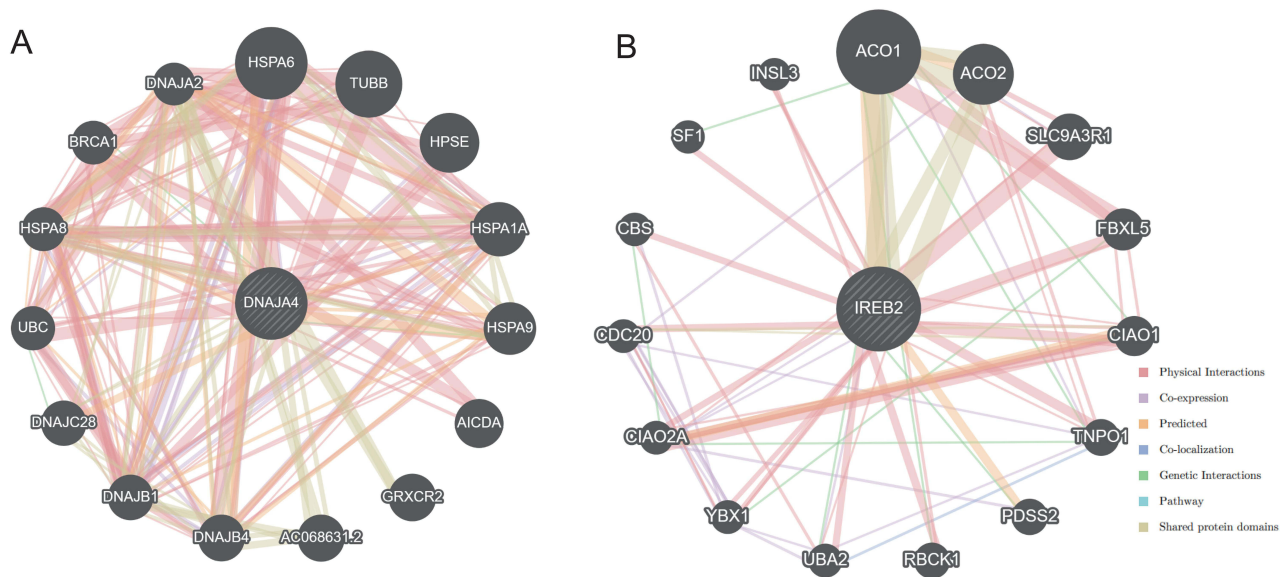 A
HSPA6
DNAJA2
TUBB
BRCA1
HPSE
HSPA8
HSPA1A
DNAJA4
UBC
HSPA9
DNAJC28
AICDA
DNAJB1
GRXCR2
DNAJB4
AC068631.2
B
ACO1
INSL3
ACO2
SF1
SLC9A3R1
CBS
FBXL5
IREB2
CDC20
CIAO1
CIAO2A
TNPO1
YBX1
PDSS2
UBA2
RBCK1
Physical Interactions
Co-expression
Predicted
Co-localization
Genetic Interactions
Pathway
Shared protein domains